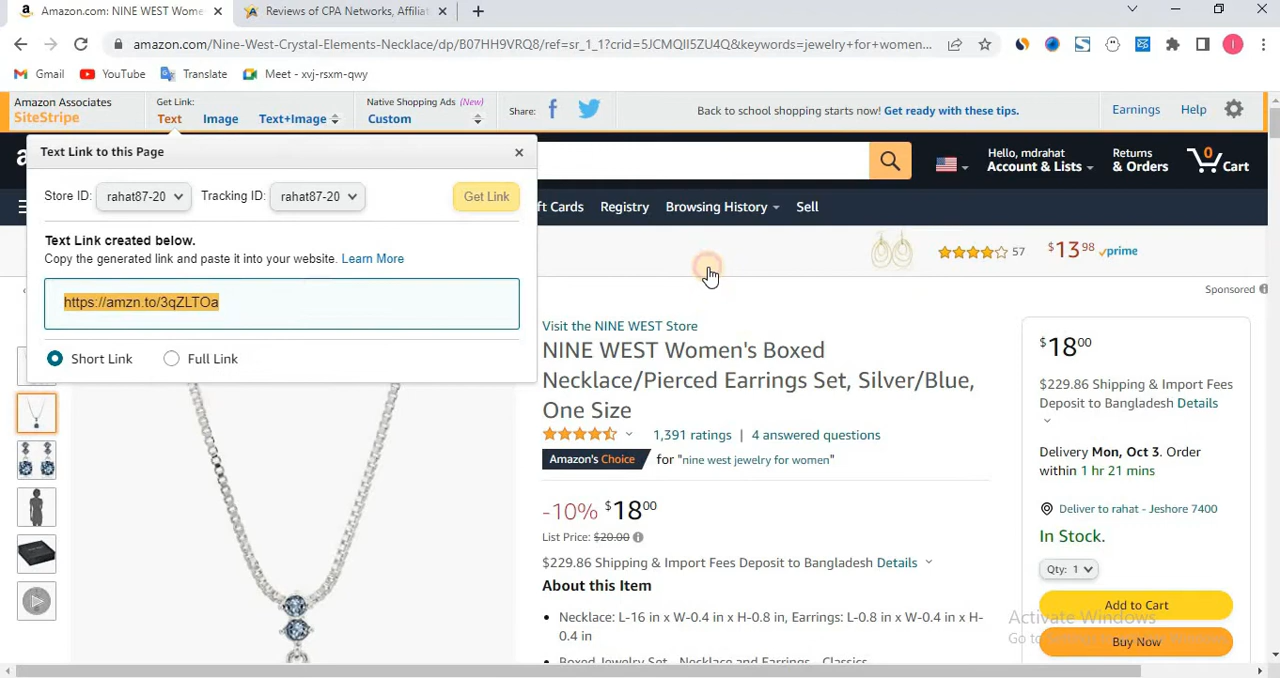 Amazon.com: NINE WEST Wome
Reviews of CPA Networks, Affiliat
amazon.com/Nine-West-Crystal-Elements-Necklace/dp/B07HH9VRQ8/ref=sr_1_1?crid=5JCMQII5ZU4Q&keywords=jewelry+for+women...
Gmail YouTube Translate Meet - xvj-rsxm-qwy
Amazon Associates
SiteStripe
Get Link:
Text Image Text+Image
Native Shopping Ads (New)
Custom
Share:
Back to school shopping starts now! Get ready with these tips.
Earnings Help
Text Link to this Page
Store ID: rahat87-20 Tracking ID: rahat87-20 Get Link
Text Link created below.
Copy the generated link and paste it into your website. Learn More
https://amzn.to/3qZLTOa
Short Link Full Link
Hello, mdrahat
Account & Lists
Returns
& Orders
0
Cart
ft Cards Registry Browsing History Sell
57 $13 98 prime
Sponsored
Visit the NINE WEST Store
NINE WEST Women's Boxed
Necklace/Pierced Earrings Set, Silver/Blue,
One Size
1,391 ratings | 4 answered questions
Amazon's Choice for "nine west jewelry for women"
-10% $18 00
List Price: $20.00
$229.86 Shipping & Import Fees Deposit to Bangladesh Details
About this Item
• Necklace: L-16 in x W-0.4 in x H-0.8 in, Earrings: L-0.8 in x W-0.4 in x H-
0.4 in
• Boxed Jewelry Set - Necklace and Earrings - Classics
$18 00
$229.86 Shipping & Import Fees
Deposit to Bangladesh Details
Delivery Mon, Oct 3. Order
within 1 hr 21 mins
Deliver to rahat - Jeshore 7400
In Stock.
Qty: 1
Add to Cart
Activate Windows
Go to
Buy Now